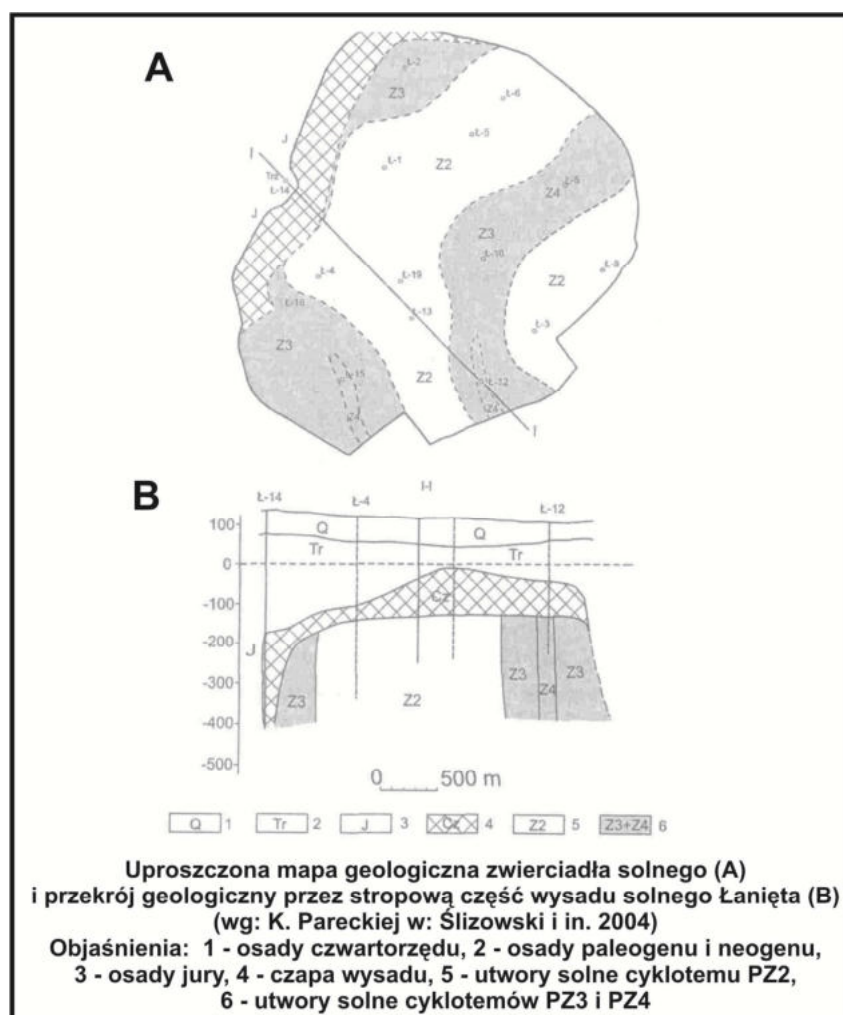 A
Ł-2
Z3
Ł-6
Ł-5
J
I
Ł-1
Z2
Ł-14
Z4
J
Z3
Ł-4
Ł-19
Z2
Ł-13
Ł-3
Z3
Ł-15
Z2
Ł-12
Z4
I
B
I-I
Ł-14
Ł-4
Ł-12
100
Q
Q
Tr
Tr
0
-100
Cz
-200
J
Z3
Z3
Z3
-300
Z2
Z4
-400
-500
0
500 m
Q 1
Tr 2
J 3
Cz 4
Z2 5
Z3+Z4 6
Uproszczona mapa geologiczna zwierciadła solnego (A)
i przekrój geologiczny przez stropową część wysadu solnego Łanięta (B)
(wg: K. Pareckiej w: Ślizowski i in. 2004)
Objaśnienia: 1 - osady czwartorzędu, 2 - osady paleogenu i neogenu,
3 - osady jury, 4 - czapa wysadu, 5 - utwory solne cyklotemu PZ2,
6 - utwory solne cyklotemów PZ3 i PZ4